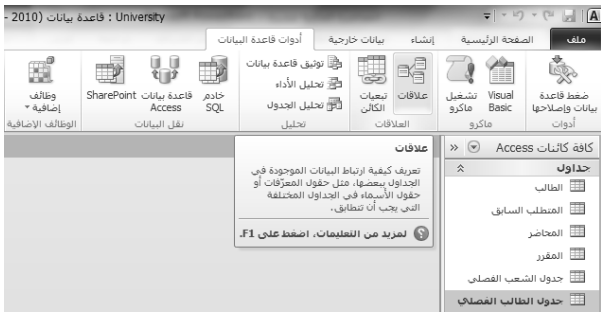 University : قاعدة بيانات (2010 -
ملف
الصفحة الرئيسية
إنشاء
بيانات خارجية
أدوات قاعدة البيانات
ضغط قاعدة
بيانات وإصلاحها
أدوات
Visual
Basic
تشغيل
ماكرو
ماكرو
علاقات
تبعيات
الكائن
العلاقات
توثيق قاعدة بيانات
تحليل الأداء
تحليل الجدول
تحليل
خادم
SQL
قاعدة بيانات
Access
SharePoint
نقل البيانات
وظائف
إضافية
الوظائف الإضافية
علاقات
تعريف كيفية ارتباط البيانات الموجودة في
الجداول ببعضها، مثل حقول المعرّفات أو
حقول الأسماء في الجداول المختلفة
التي يجب أن تتطابق.
لمزيد من التعليمات، اضغط على F1.
كافة كائنات Access
جداول
الطالب
المتطلب السابق
المحاضر
المقرر
جدول الشعب الفصلي
جدول الطالب الفصلي